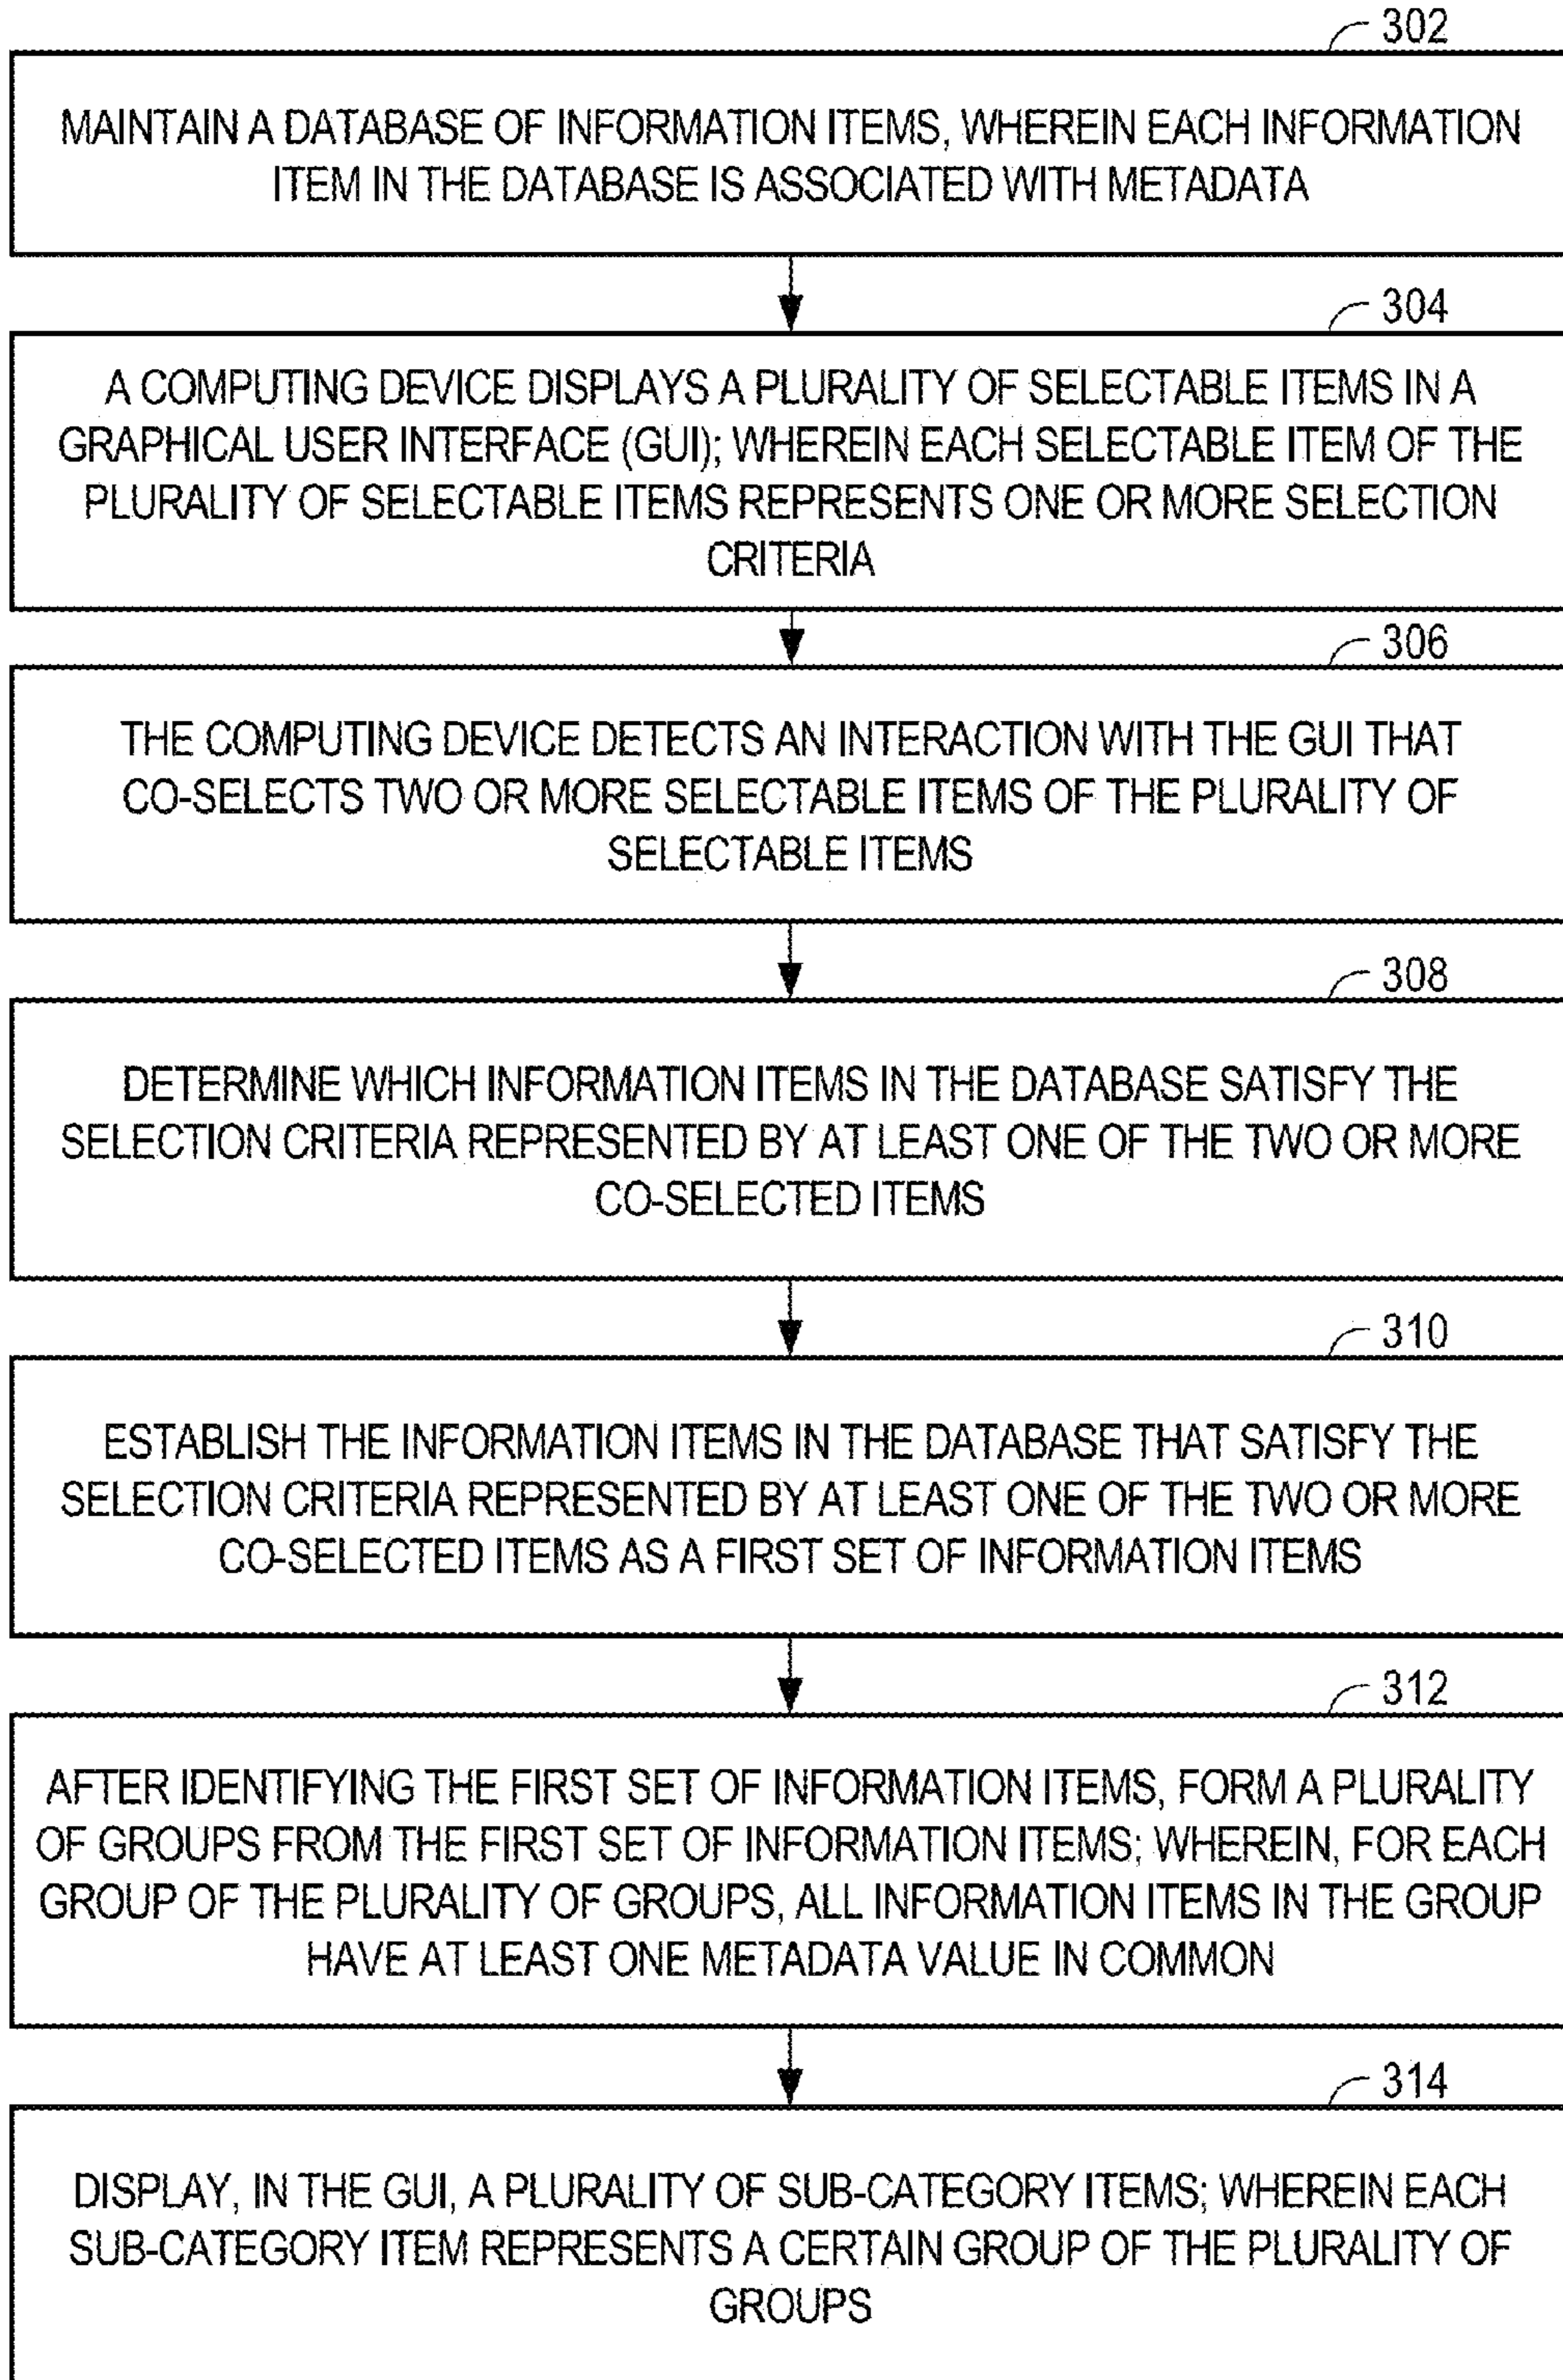 302
MAINTAIN A DATABASE OF INFORMATION ITEMS, WHEREIN EACH INFORMATION
ITEM IN THE DATABASE IS ASSOCIATED WITH METADATA
304
A COMPUTING DEVICE DISPLAYS A PLURALITY OF SELECTABLE ITEMS IN A
GRAPHICAL USER INTERFACE (GUI); WHEREIN EACH SELECTABLE ITEM OF THE
PLURALITY OF SELECTABLE ITEMS REPRESENTS ONE OR MORE SELECTION
CRITERIA
306
THE COMPUTING DEVICE DETECTS AN INTERACTION WITH THE GUI THAT
CO-SELECTS TWO OR MORE SELECTABLE ITEMS OF THE PLURALITY OF
SELECTABLE ITEMS
308
DETERMINE WHICH INFORMATION ITEMS IN THE DATABASE SATISFY THE
SELECTION CRITERIA REPRESENTED BY AT LEAST ONE OF THE TWO OR MORE
CO-SELECTED ITEMS
310
ESTABLISH THE INFORMATION ITEMS IN THE DATABASE THAT SATISFY THE
SELECTION CRITERIA REPRESENTED BY AT LEAST ONE OF THE TWO OR MORE
CO-SELECTED ITEMS AS A FIRST SET OF INFORMATION ITEMS
312
AFTER IDENTIFYING THE FIRST SET OF INFORMATION ITEMS, FORM A PLURALITY
OF GROUPS FROM THE FIRST SET OF INFORMATION ITEMS; WHEREIN, FOR EACH
GROUP OF THE PLURALITY OF GROUPS, ALL INFORMATION ITEMS IN THE GROUP
HAVE AT LEAST ONE METADATA VALUE IN COMMON
314
DISPLAY, IN THE GUI, A PLURALITY OF SUB-CATEGORY ITEMS; WHEREIN EACH
SUB-CATEGORY ITEM REPRESENTS A CERTAIN GROUP OF THE PLURALITY OF
GROUPS